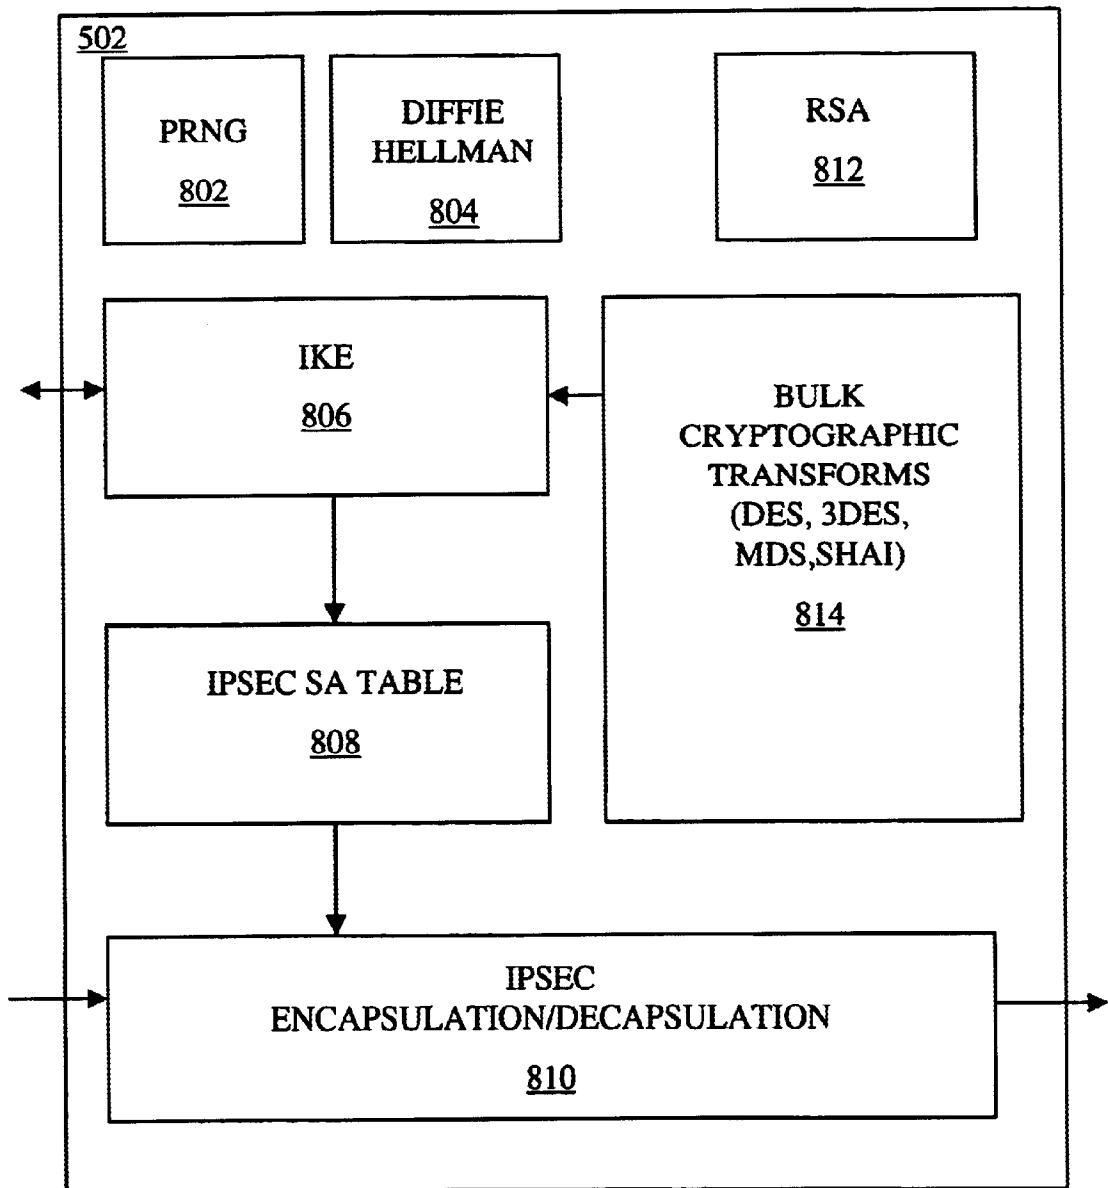 502
PRNG
802
DIFFIE
HELLMAN
804
RSA
812
IKE
806
BULK
CRYPTOGRAPHIC
TRANSFORMS
(DES, 3DES,
MDS,SHAI)
814
IPSEC SA TABLE
808
IPSEC
ENCAPSULATION/DECAPSULATION
810